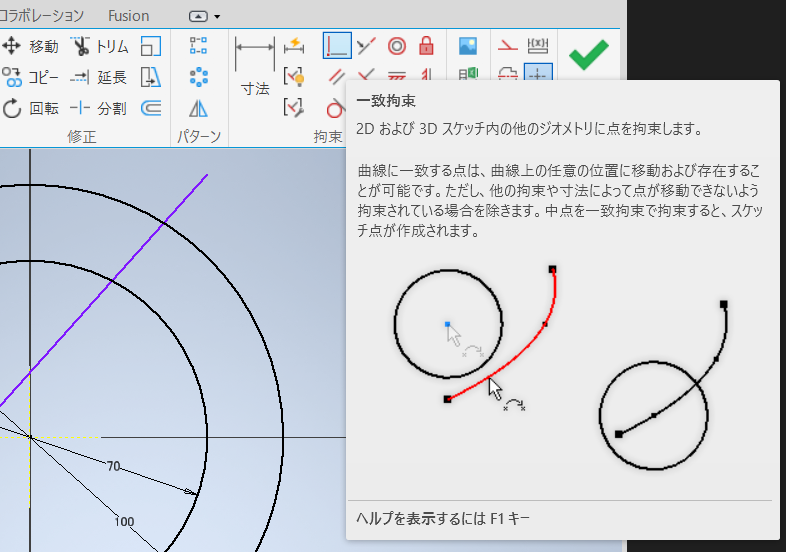 コラボレーション Fusion
移動 トリム
コピー 延長 寸法
回転 分割
修正 パターン 拘束
一致拘束
2D および 3D スケッチ内の他のジオメトリに点を拘束します。
曲線に一致する点は、曲線上の任意の位置に移動および存在するこ
とが可能です。ただし、他の拘束や寸法によって点が移動できないよう
拘束されている場合を除きます。中点を一致拘束で拘束すると、スケッ
チ点が作成されます。
70
100
ヘルプを表示するには F1 キー